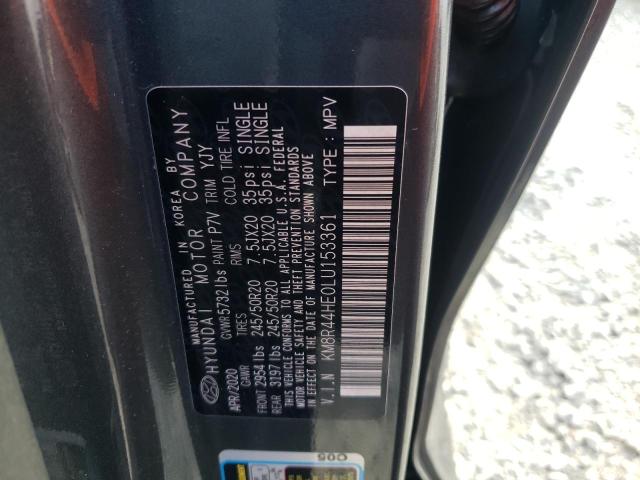 MANUFACTURED IN KOREA BY
HYUNDAI MOTOR COMPANY
APR/2020 GVWR 5732 lbs PAINT P7V TRIM YJY
GAWR TIRES RIMS COLD TIRE INFL
FRONT 2954 lbs 245/50R20 7.5JX20 35psi SINGLE
REAR 3197 lbs 245/50R20 7.5JX20 35psi SINGLE
THIS VEHICLE CONFORMS TO ALL APPLICABLE U.S.A. FEDERAL
MOTOR VEHICLE SAFETY AND THEFT PREVENTION STANDARDS
IN EFFECT ON THE DATE OF MANUFACTURE SHOWN ABOVE
V.I.N KM8R44HE0LU153361 TYPE : MPV
C05